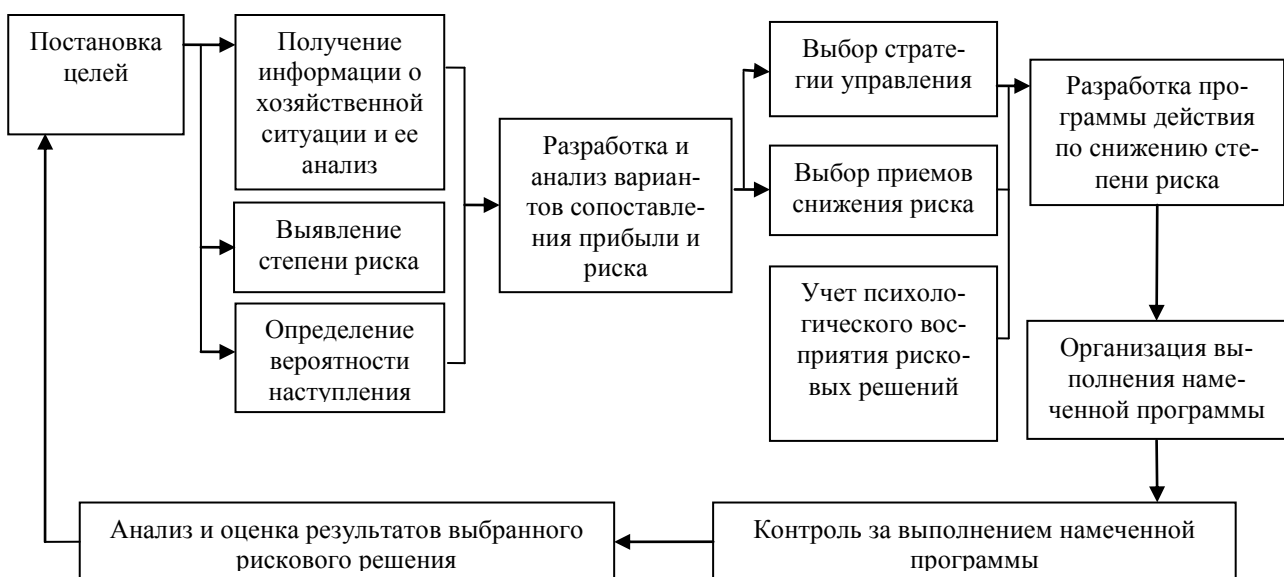 Постановка
целей
Получение
информации о
хозяйственной
ситуации и ее
анализ
Выявление
степени риска
Определение
вероятности
наступления
Разработка и
анализ вариан-
тов сопоставле-
ния прибыли и
риска
Выбор страте-
гии управления
Выбор приемов
снижения риска
Учет психоло-
гического вос-
приятия риско-
вых решений
Разработка про-
граммы действия
по снижению сте-
пени риска
Организация вы-
полнения наме-
ченной программы
Контроль за выполнением намеченной
программы
Анализ и оценка результатов выбранного
рискового решения